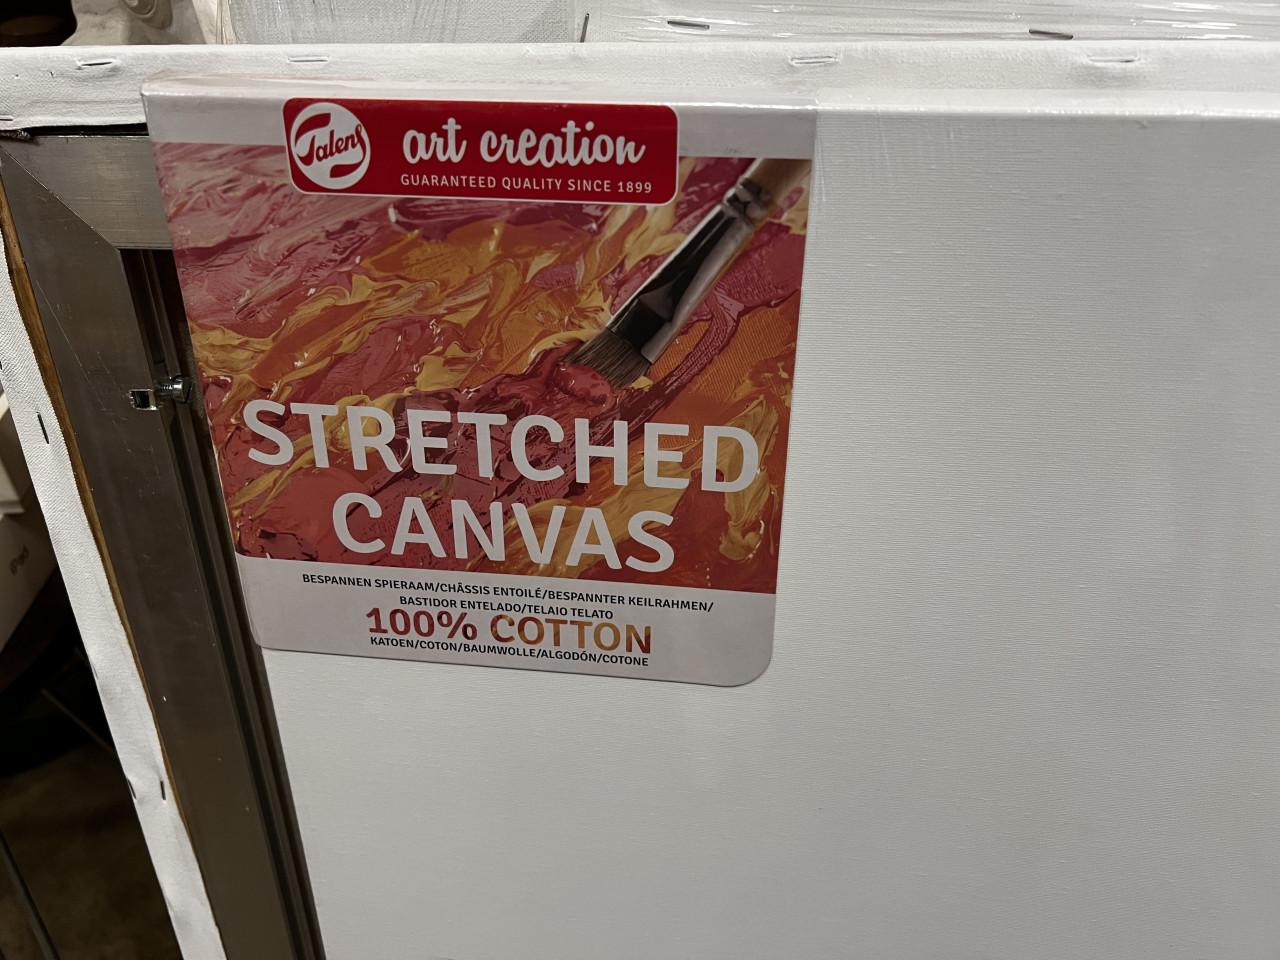 Talens
art creation
GUARANTEED QUALITY SINCE 1899
STRETCHED
CANVAS
BESPANNEN SPIERAAM/CHÂSSIS ENTOILÉ/BESPANNTER KEILRAHMEN/
BASTIDOR ENTELADO/TELAIO TELATO
100% COTTON
KATOEN/COTON/BAUMWOLLE/ALGODÓN/COTONE